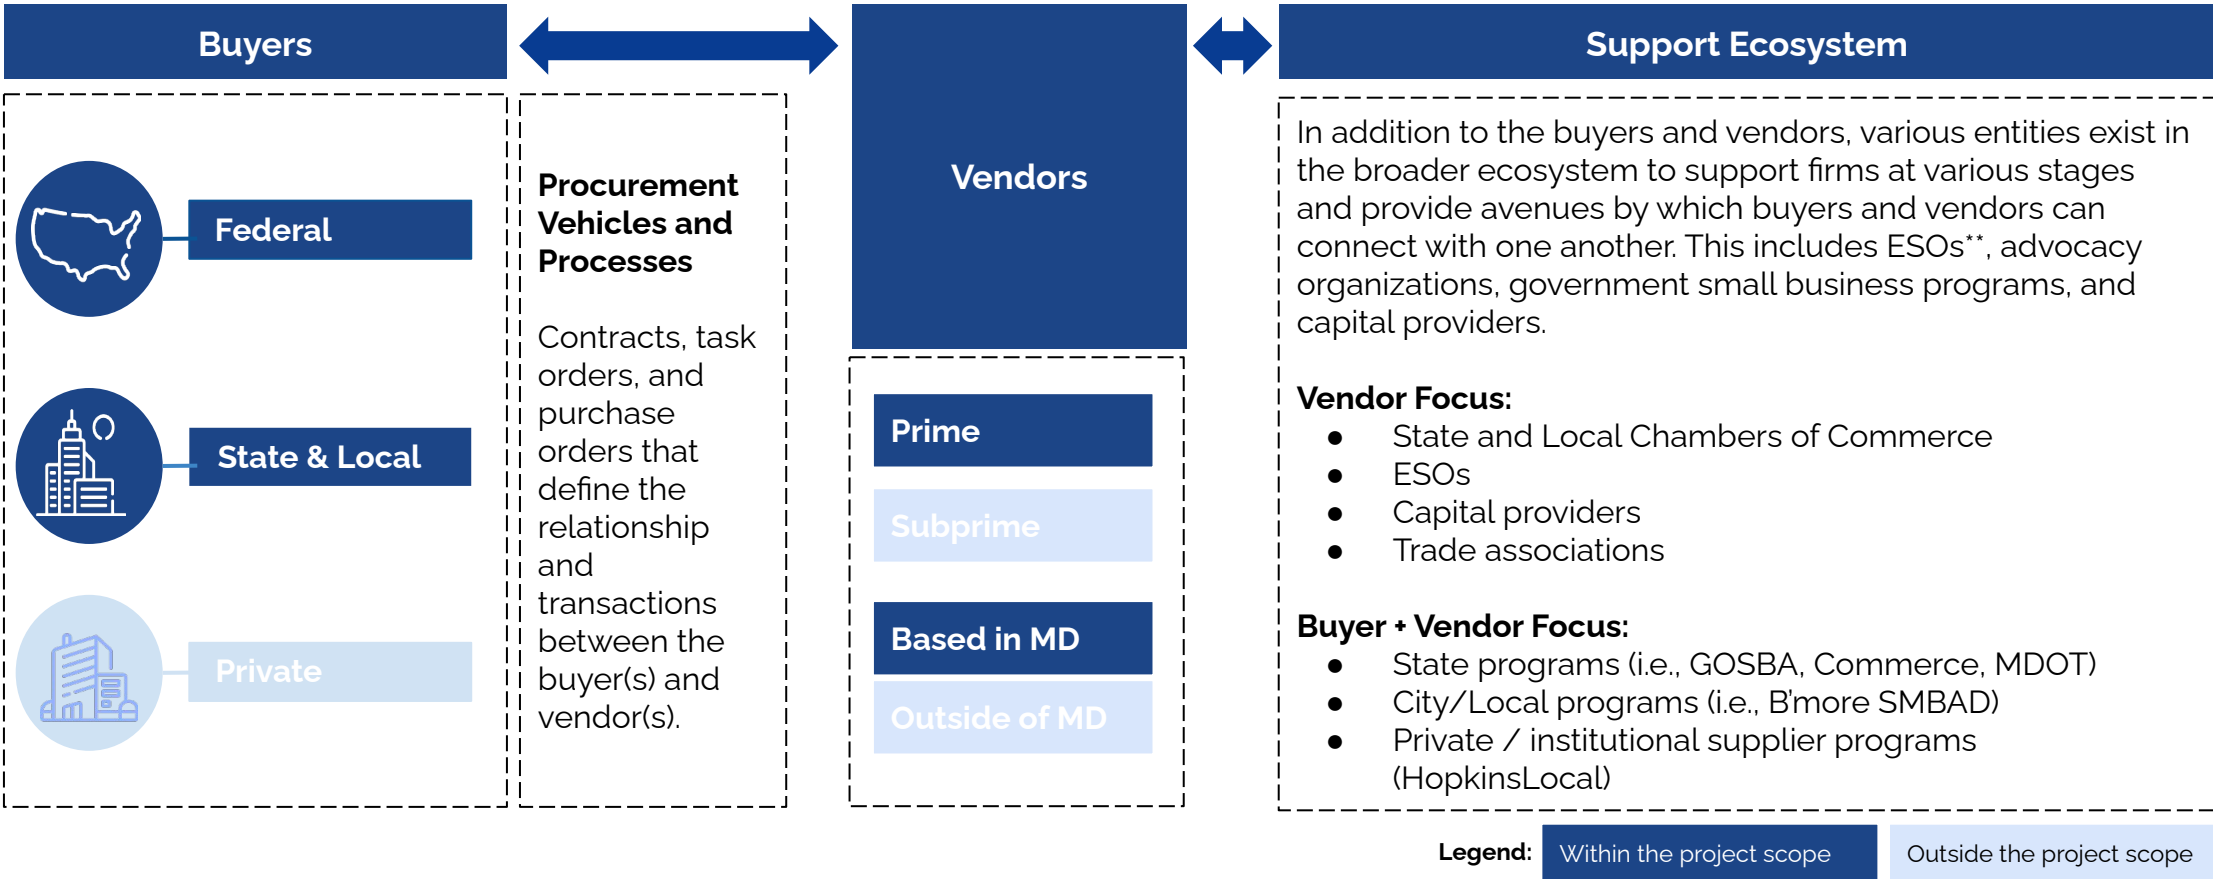 Buyers
Federal
State & Local
Private
Procurement
Vehicles and
Processes
Contracts, task
orders, and
purchase
orders that
define the
relationship
and
transactions
between the
buyer(s) and
vendor(s).
Vendors
Prime
Subprime
Based in MD
Outside of MD
Support Ecosystem
In addition to the buyers and vendors, various entities exist in
the broader ecosystem to support firms at various stages
and provide avenues by which buyers and vendors can
connect with one another. This includes ESOs**, advocacy
organizations, government small business programs, and
capital providers.
Vendor Focus:
● State and Local Chambers of Commerce
● ESOs
● Capital providers
● Trade associations
Buyer + Vendor Focus:
● State programs (i.e., GOSBA, Commerce, MDOT)
● City/Local programs (i.e., B'more SMBAD)
● Private / institutional supplier programs
(HopkinsLocal)
Legend:
Within the project scope
Outside the project scope